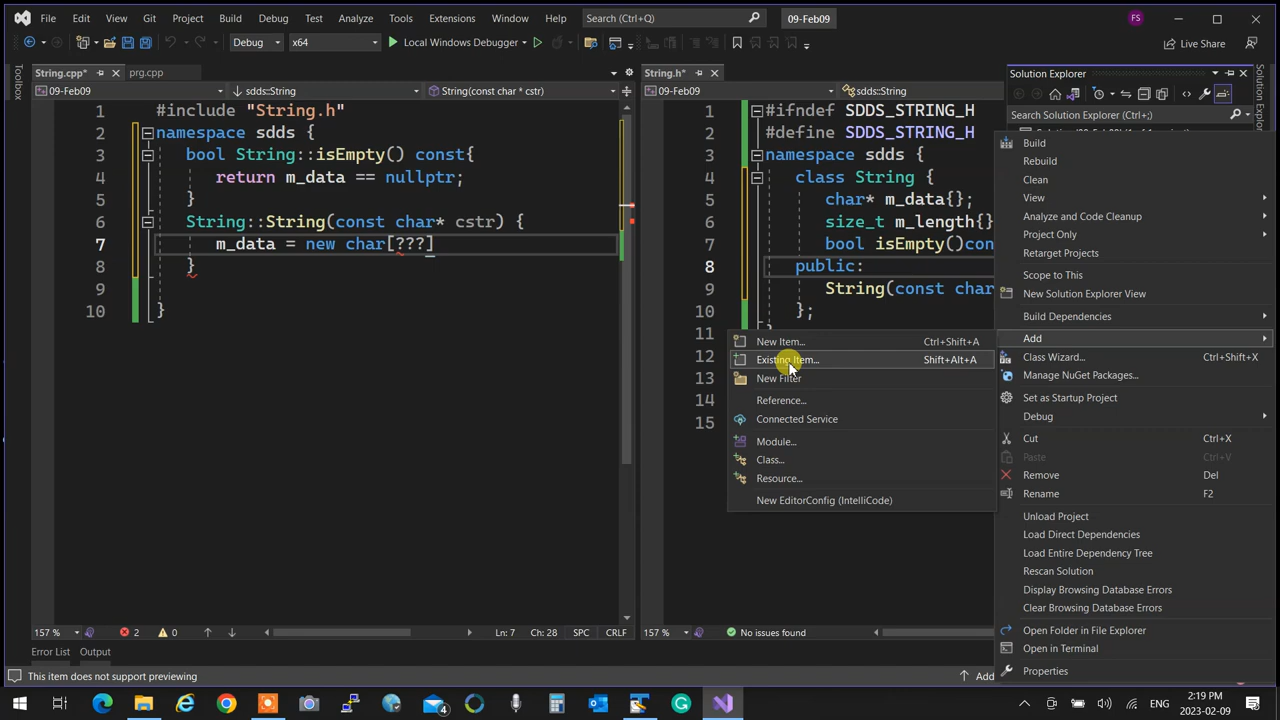 File Edit View Git Project Build Debug Test Analyze Tools Extensions Window Help Search (Ctrl+Q) 09-Feb09 FS
Debug x64 Local Windows Debugger Live Share
Toolbox
String.cpp* prg.cpp
09-Feb09 sdds::String String(const char * cstr)
1 #include "String.h"
2 namespace sdds {
3 bool String::isEmpty() const{
4 return m_data == nullptr;
5 }
6 String::String(const char* cstr) {
7 m_data = new char[???]
8 }
9
10 }
157 % 2 0 Ln: 7 Ch: 28 SPC CRLF
String.h*
09-Feb09 sdds::String
1 #ifndef SDDS_STRING_H
2 #define SDDS_STRING_H
3 namespace sdds {
4 class String {
5 char* m_data{};
6 size_t m_length{}
7 bool isEmpty()con
8 public:
9 String(const char
10 };
11 }
12
13
14
15
157 % No issues found
Solution Explorer
Search Solution Explorer (Ctrl+;)
Build
Rebuild
Clean
View
Analyze and Code Cleanup
Project Only
Retarget Projects
Scope to This
New Solution Explorer View
Build Dependencies
Add
Class Wizard... Ctrl+Shift+X
Manage NuGet Packages...
Set as Startup Project
Debug
Cut Ctrl+X
Paste Ctrl+V
Remove Del
Rename F2
Unload Project
Load Direct Dependencies
Load Entire Dependency Tree
Rescan Solution
Display Browsing Database Errors
Clear Browsing Database Errors
Open Folder in File Explorer
Open in Terminal
Properties
New Item... Ctrl+Shift+A
Existing Item... Shift+Alt+A
New Filter
Reference...
Connected Service
Module...
Class...
Resource...
New EditorConfig (IntelliCode)
Error List Output
This item does not support previewing Add
4
ENG 2:19 PM
2023-02-09